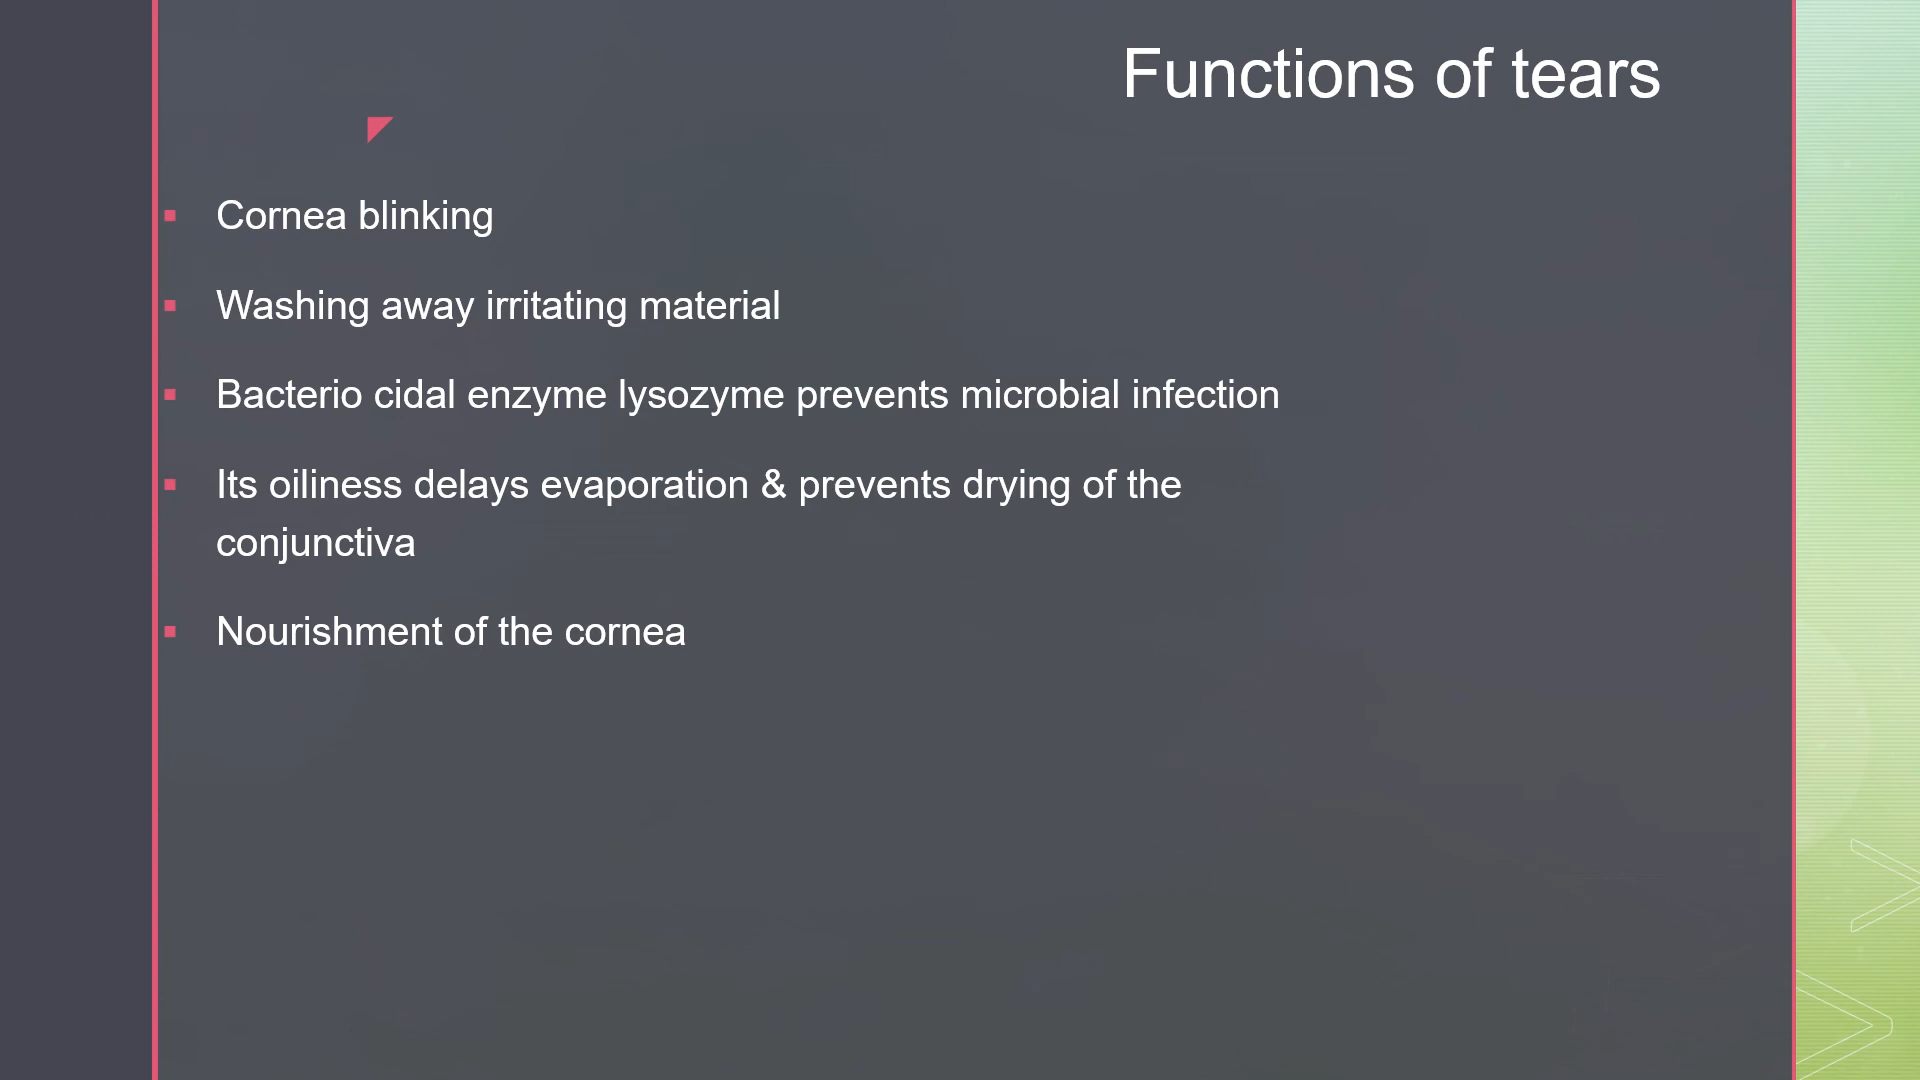 Functions of tears
Cornea blinking
Washing away irritating material
Bacterio cidal enzyme lysozyme prevents microbial infection
Its oiliness delays evaporation & prevents drying of the
conjunctiva
Nourishment of the cornea